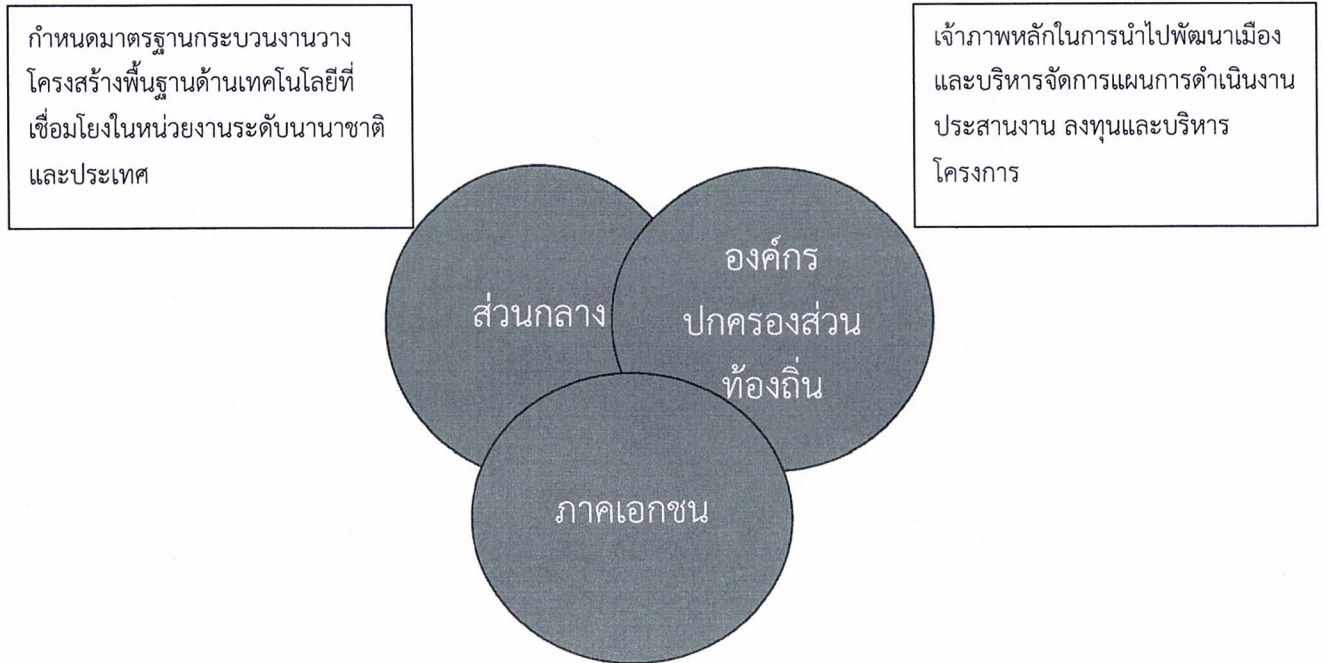 กำหนดมาตรฐานกระบวนงานวาง
โครงสร้างพื้นฐานด้านเทคโนโลยีที่
เชื่อมโยงในหน่วยงานระดับนานาชาติ
และประเทศ
เจ้าภาพหลักในการนำไปพัฒนาเมือง
และบริหารจัดการแผนการดำเนินงาน
ประสานงาน ลงทุนและบริหาร
โครงการ
ส่วนกลาง
องค์กร
ปกครองส่วน
ท้องถิ่น
ภาคเอกชน